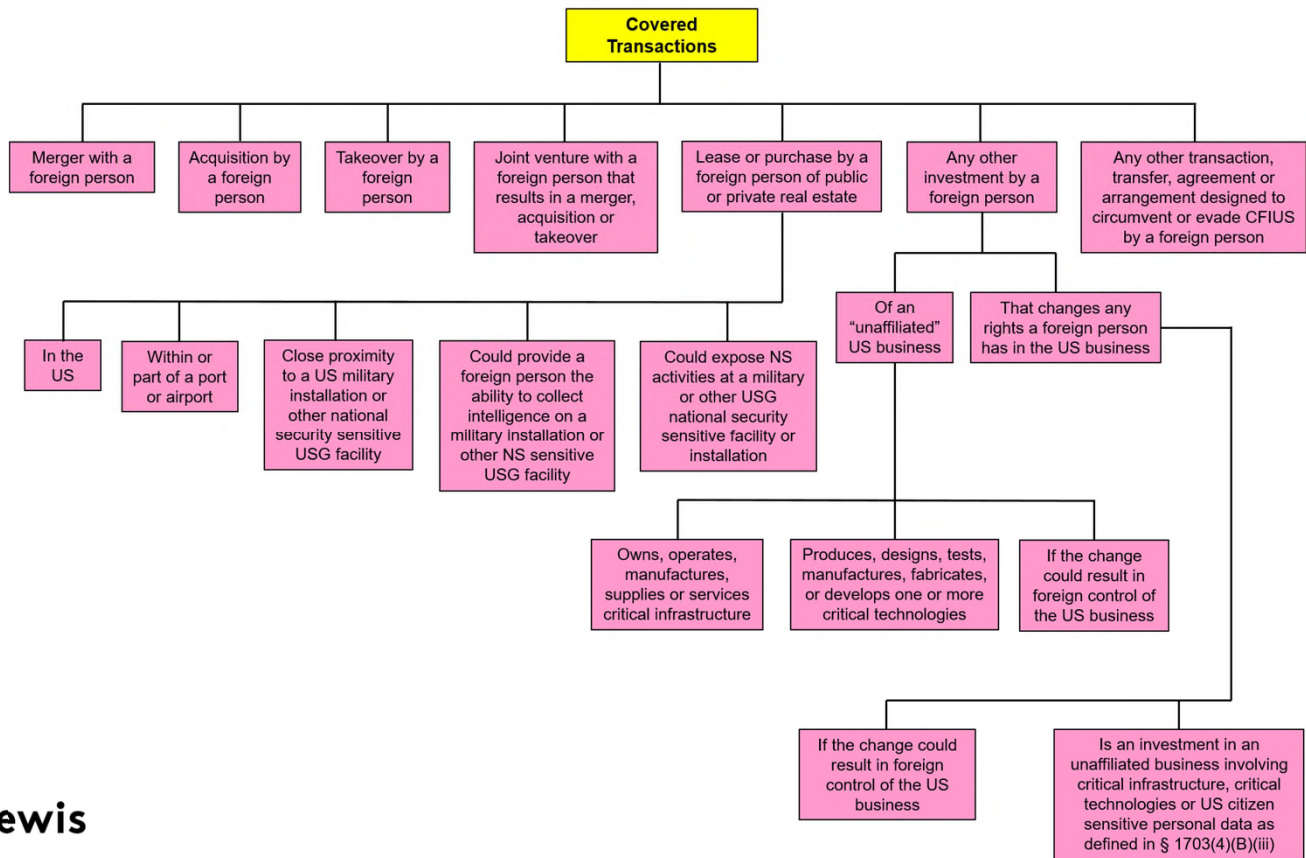 Covered
Transactions
Merger with a
foreign person
Acquisition by
a foreign
person
Takeover by a
foreign
person
Joint venture with a
foreign person that
results in a merger,
acquisition or
takeover
Lease or purchase by a
foreign person of public
or private real estate
Any other
investment by a
foreign person
Any other transaction,
transfer, agreement or
arrangement designed to
circumvent or evade CFIUS
by a foreign person
In the
US
Within or
part of a port
or airport
Close proximity
to a US military
installation or
other national
security sensitive
USG facility
Could provide a
foreign person the
ability to collect
intelligence on a
military installation or
other NS sensitive
USG facility
Could expose NS
activities at a military
or other USG
national security
sensitive facility or
installation
Of an
“unaffiliated”
US business
That changes any
rights a foreign person
has in the US business
Owns, operates,
manufactures,
supplies or services
critical infrastructure
Produces, designs, tests,
manufactures, fabricates,
or develops one or more
critical technologies
If the change
could result in
foreign control of
the US business
If the change could
result in foreign
control of the US
business
Is an investment in an
unaffiliated business involving
critical infrastructure, critical
technologies or US citizen
sensitive personal data as
defined in § 1703(4)(B)(iii)
ewis